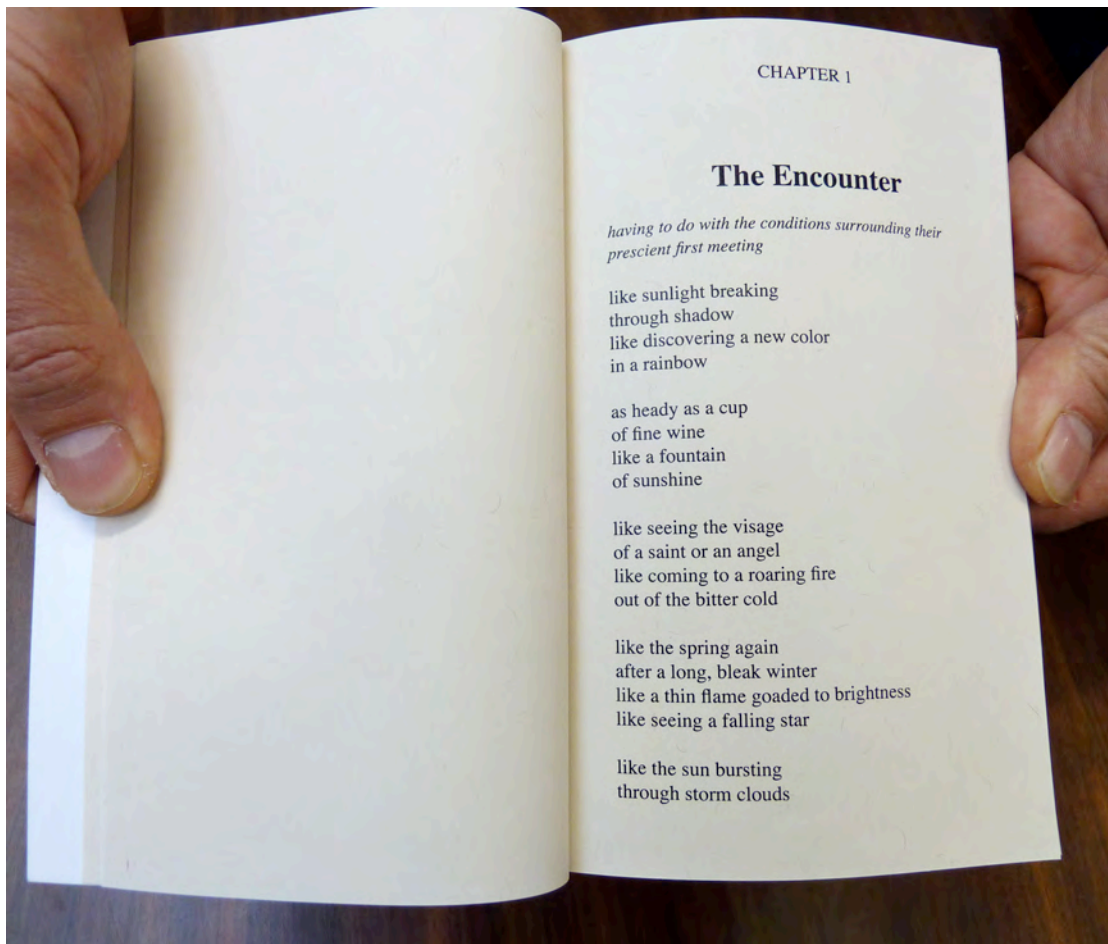 CHAPTER 1
The Encounter
having to do with the conditions surrounding their
prescient first meeting
like sunlight breaking
through shadow
like discovering a new color
in a rainbow
as heady as a cup
of fine wine
like a fountain
of sunshine
like seeing the visage
of a saint or an angel
like coming to a roaring fire
out of the bitter cold
like the spring again
after a long, bleak winter
like a thin flame goaded to brightness
like seeing a falling star
like the sun bursting
through storm clouds